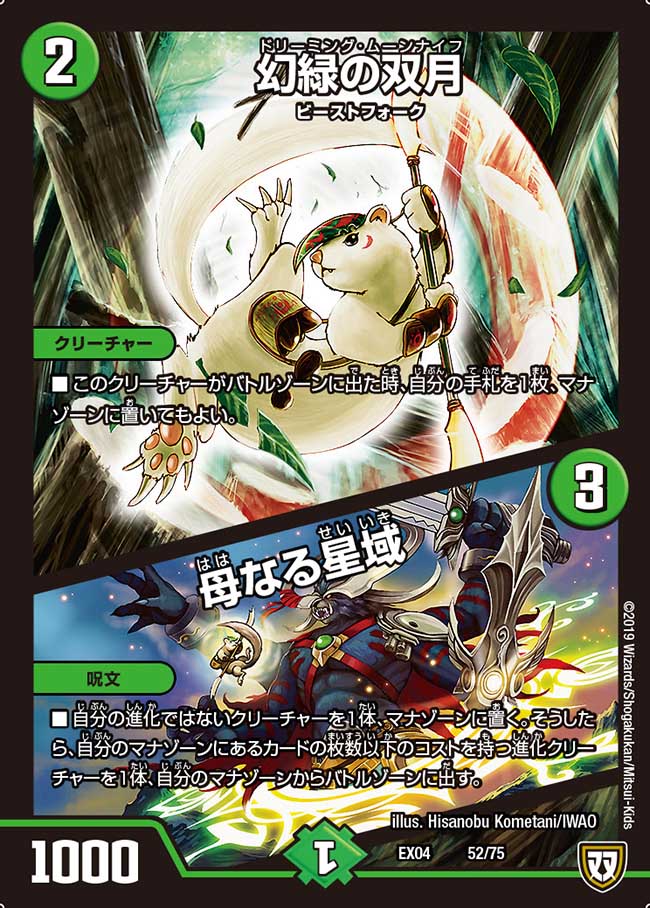 2
ドリーミング・ムーンナイフ
幻緑の双月
ビーストフォーク
クリーチャー
■このクリーチャーがバトルゾーンに出た時、自分の手札を1枚、マナ
ゾーンに置いてもよい。
3
母なる星域
呪文
■自分の進化ではないクリーチャーを1体、マナゾーンに置く。そうした
ら、自分のマナゾーンにあるカードの枚数以下のコストを持つ進化クリー
チャーを1体、自分のマナゾーンからバトルゾーンに出す。
©2019 Wizards/Shogakukan/Mitsui-Kids
illus. Hisanobu Kometani/IWAO
1000
1
EX04 52/75